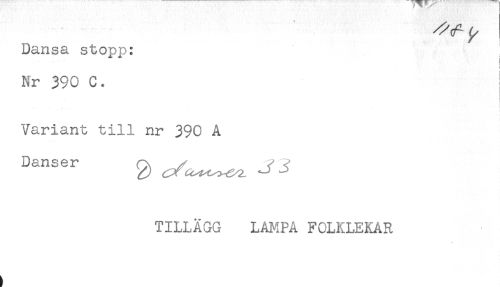 1184
Dansa stopp:
Nr 390 C.
Variant till nr 390 A
Danser D danser 33
TILLÄGG LAMPA FOLKLEKAR